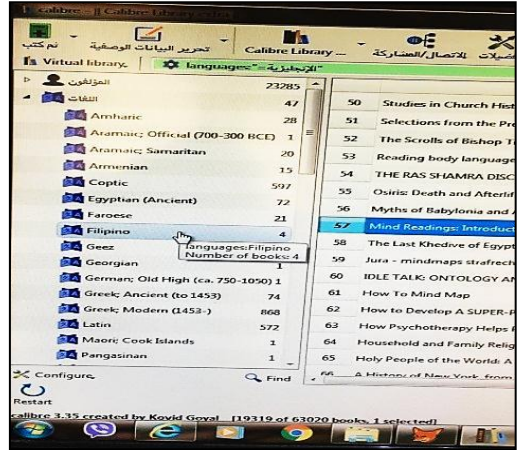 calibre - || Calibre Library
نم كتب
تحرير البيانات الوصفية
Calibre Library ...
للاتصال/المشاركة
Virtual library.
languages:"=الإنجليزية"
المؤلفون 23285
اللغات 47
Amharic 28
Aramaic; Official (700-300 BCE) 1
Aramaic; Samaritan 20
Armenian 15
Coptic 597
Egyptian (Ancient) 72
Faroese 21
Filipino 4
Geez
languages:Filipino
Number of books: 4
Georgian 1
German; Old High (ca. 750-1050) 1
Greek; Ancient (to 1453) 74
Greek; Modern (1453-) 868
Latin 572
Maori; Cook Islands 1
Pangasinan 1
50 Studies in Church Hist
51 Selections from the Pre
52 The Scrolls of Bishop T
53 Reading body language
54 THE RAS SHAMRA DISC
55 Osiris: Death and Afterlif
56 Myths of Babylonia and A
57 Mind Readings: Introduct
58 The Last Khedive of Egypt
59 Jura - mindmaps strafrech
60 IDLE TALK: ONTOLOGY AN
61 How To Mind Map
62 How to Develop A SUPER-P
63 How Psychotherapy Helps
64 Household and Family Relig
65 Holy People of the World: A
66 A History of New York, from
Configure
Find
Restart
calibre 3.35 created by Kovid Goyal [19319 of 63020 books, 1 selected]